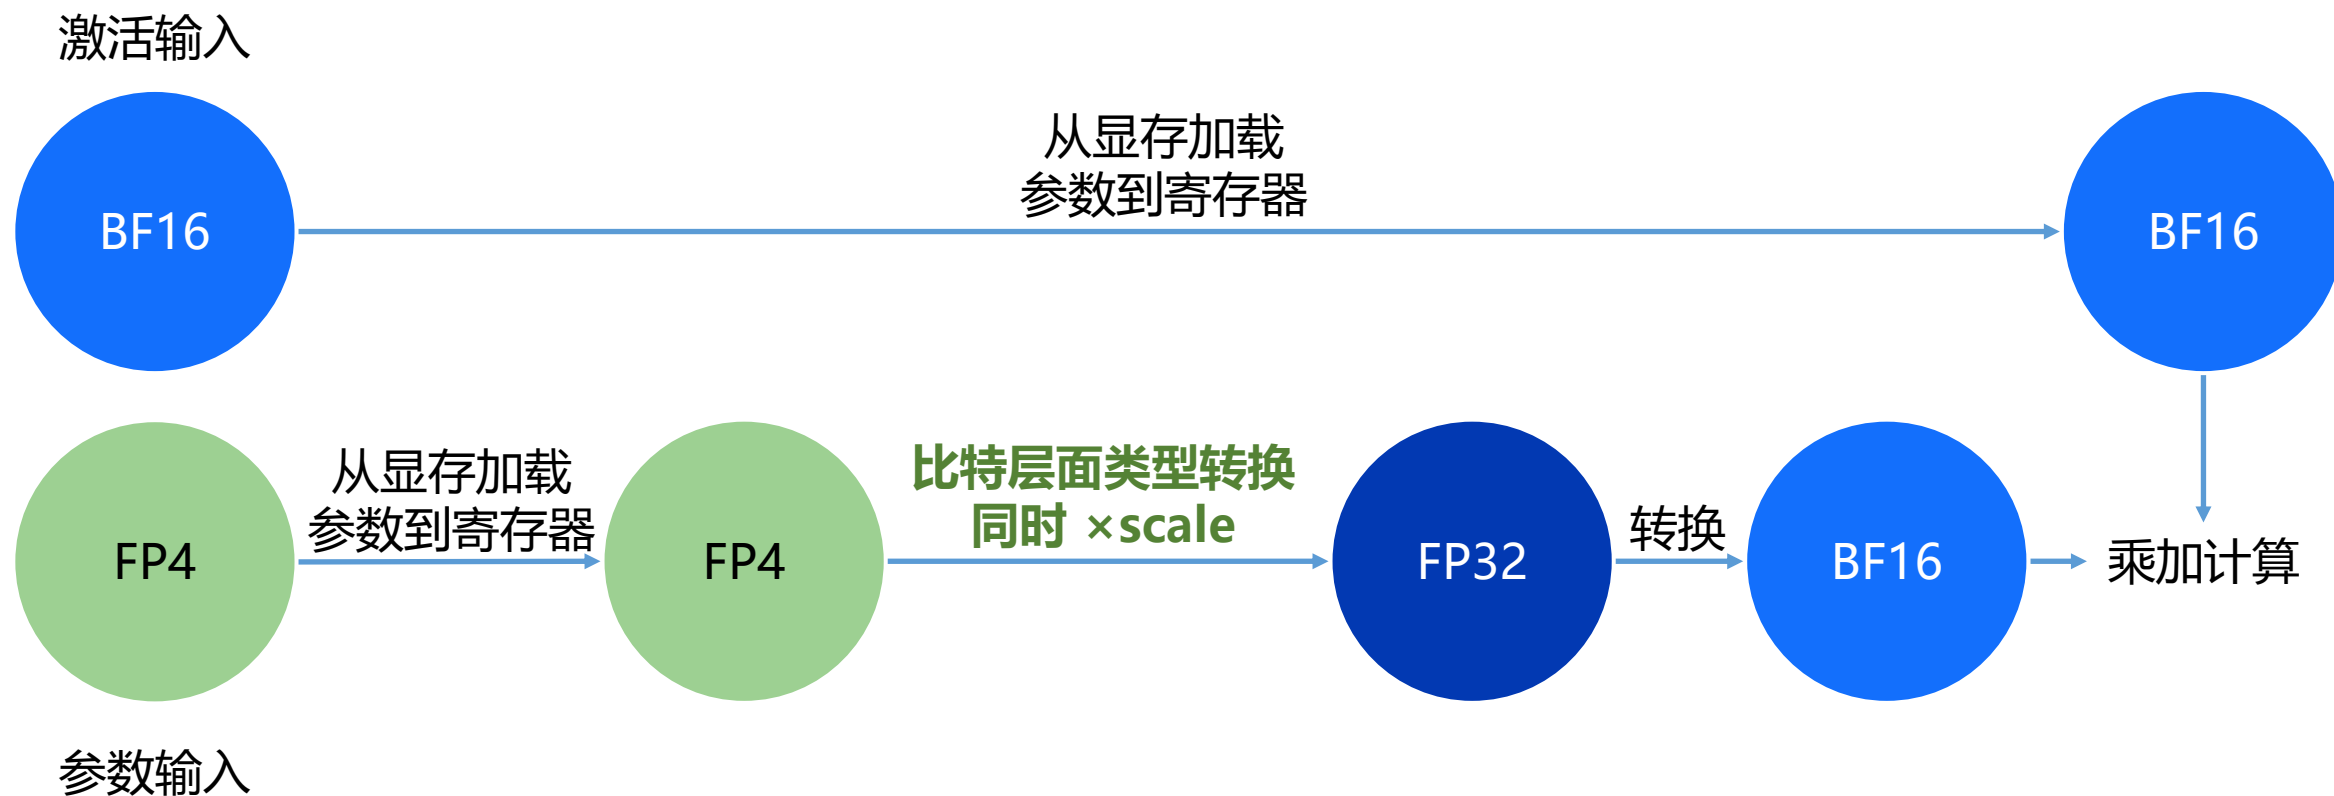 激活输入
从显存加载
参数到寄存器
BF16
BF16
从显存加载
参数到寄存器
比特层面类型转换
同时 ×scale
转换
FP4
FP4
FP32
BF16
乘加计算
参数输入